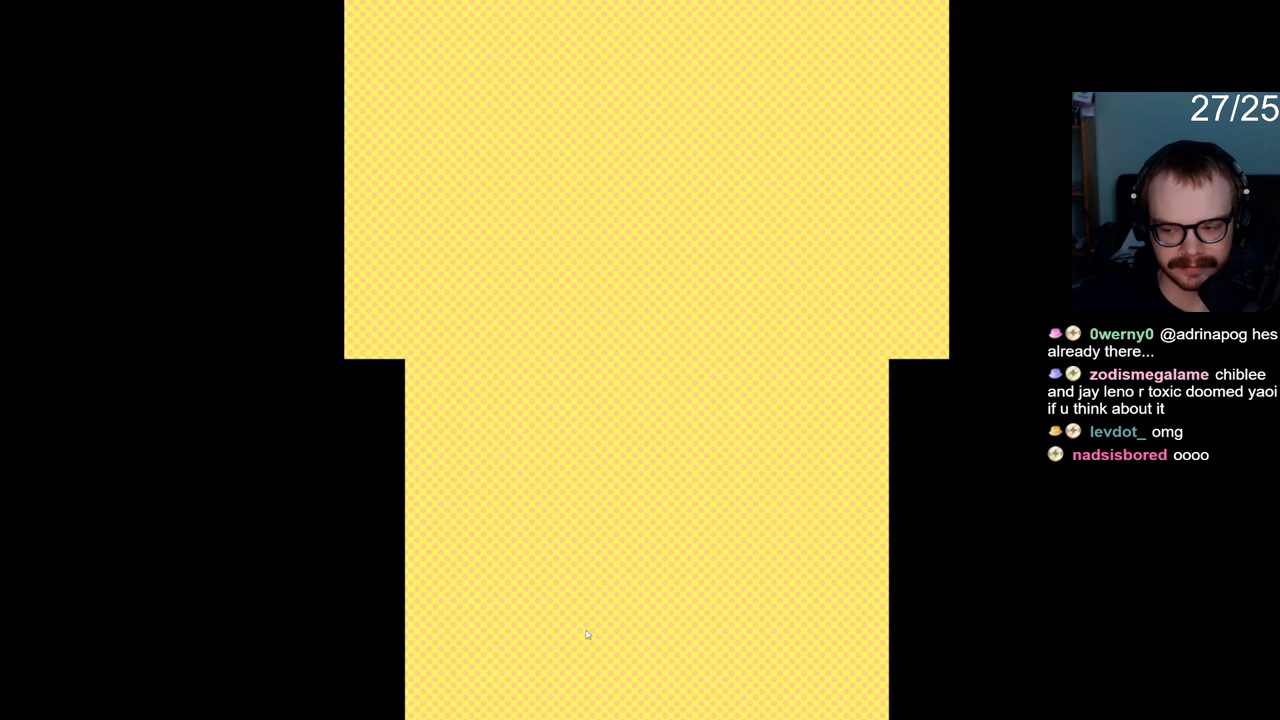 27/25
0werny0 @adrinapog hes
already there...
zodismegalame chiblee
and jay leno r toxic doomed yaoi
if u think about it
levdot_ omg
nadsisbored oooo